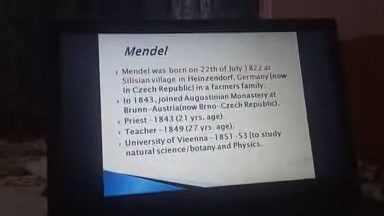 Mendel
Mendel was born on 22th of July 1822 at
Silisian village in Heinzendorf, Germany (now
in Czech Republic) in a farmers family.
In 1843, joined Augustinian Monastery at
Brunn-Austria(now Brno-Czech Republic).
Priest -1843 (21 yrs. age).
Teacher -1849 (27 yrs. age).
University of Vieenna -1851-53 (to study
natural science/botany and Physics.